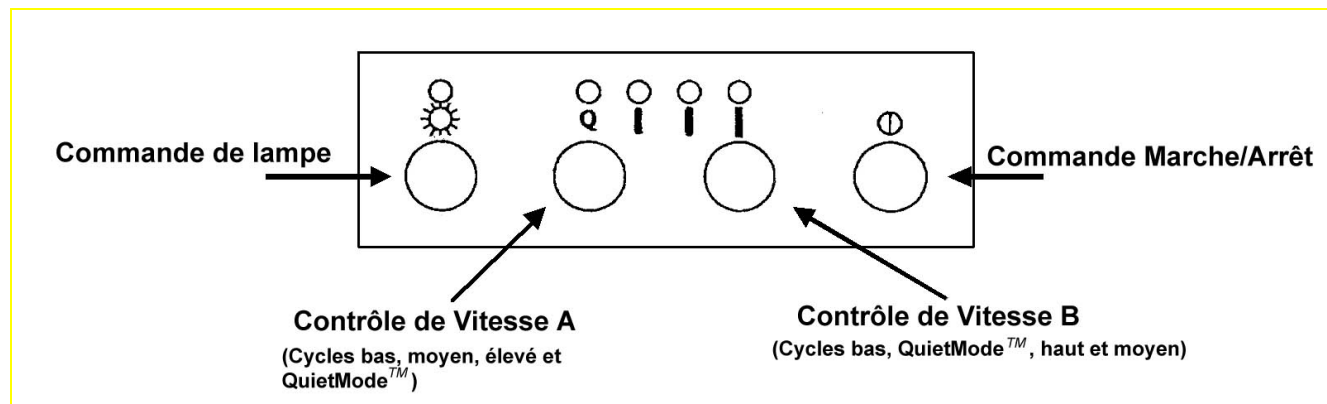 Q
Commande de lampe
Commande Marche/Arrêt
Contrôle de Vitesse A
(Cycles bas, moyen, élevé et
QuietMode™)
Contrôle de Vitesse B
(Cycles bas, QuietMode™, haut et moyen)